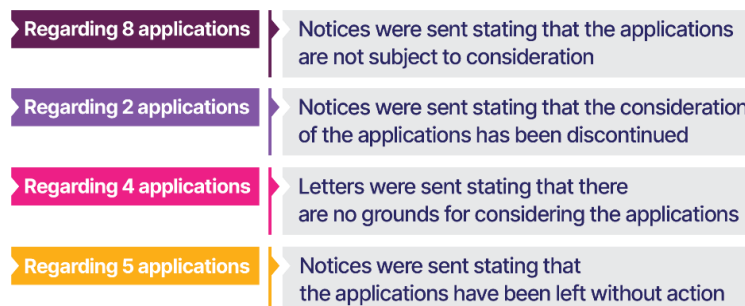 Regarding 8 applications
Notices were sent stating that the applications
are not subject to consideration
Regarding 2 applications
Notices were sent stating that the consideration
of the applications has been discontinued
Regarding 4 applications
Letters were sent stating that there
are no grounds for considering the applications
Regarding 5 applications
Notices were sent stating that
the applications have been left without action